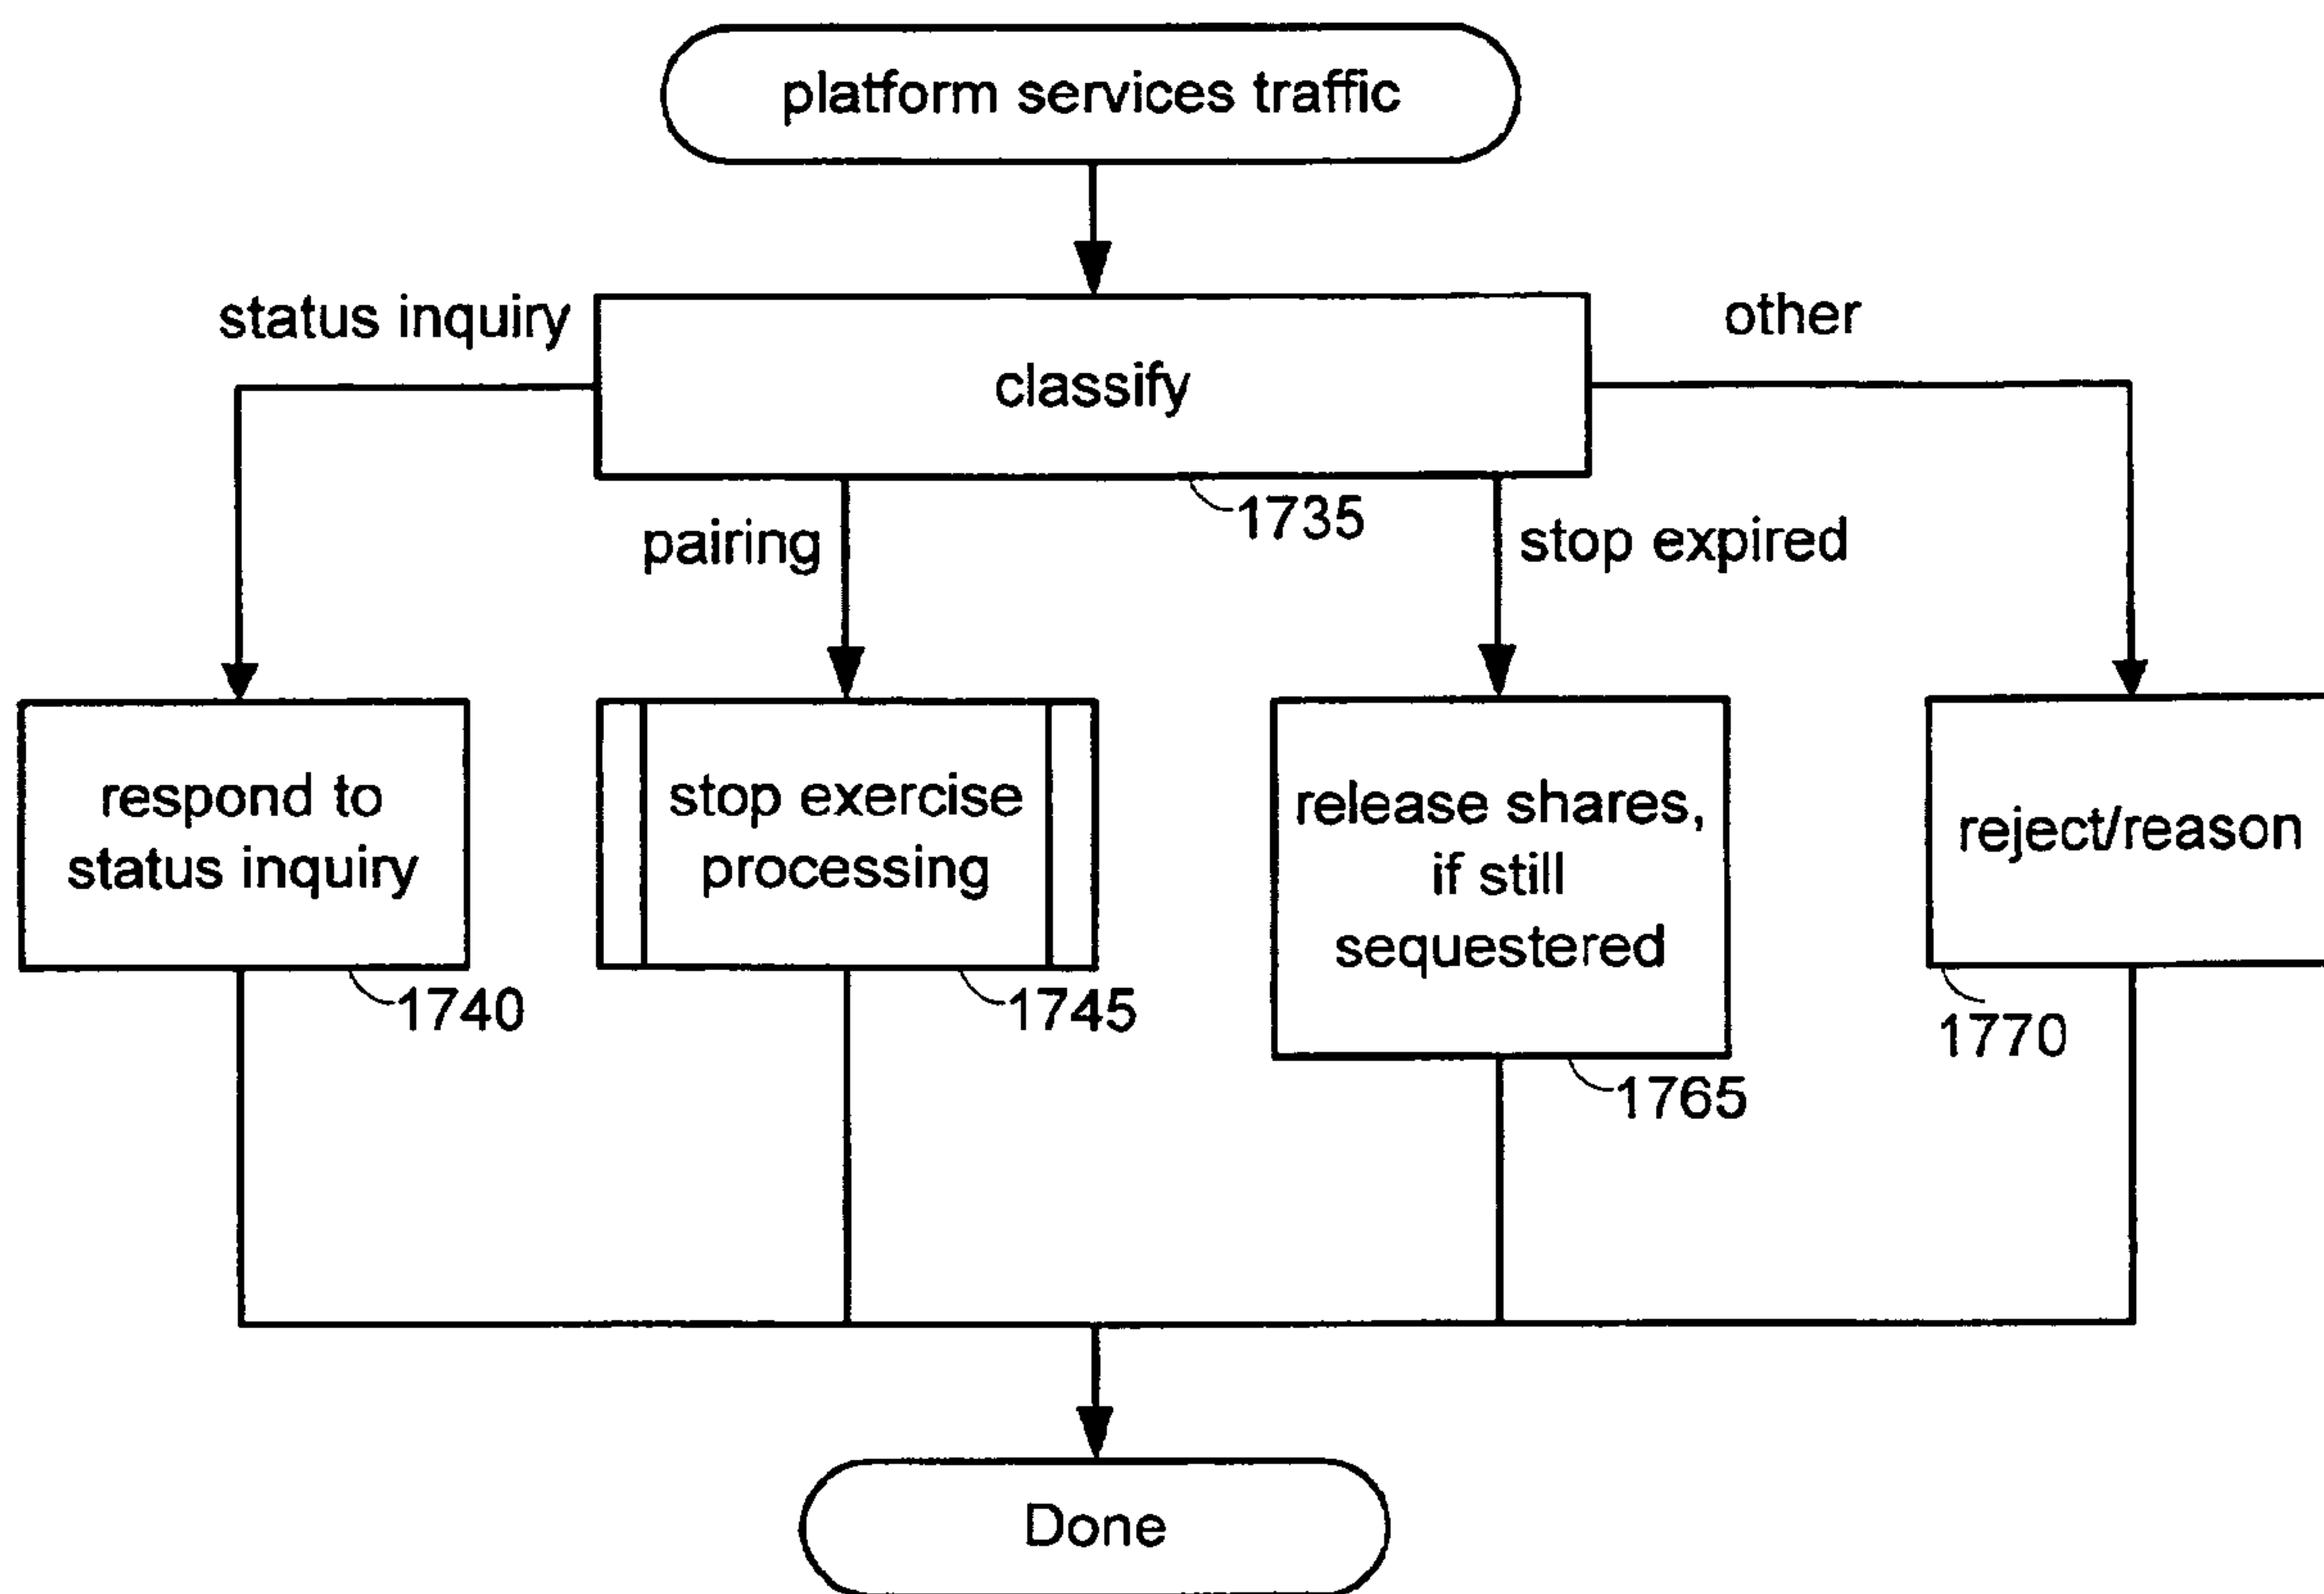 platform services traffic
status inquiry
other
classify
1735
pairing
stop expired
respond to
status inquiry
1740
stop exercise
processing
1745
release shares,
if still
sequestered
1765
reject/reason
1770
Done